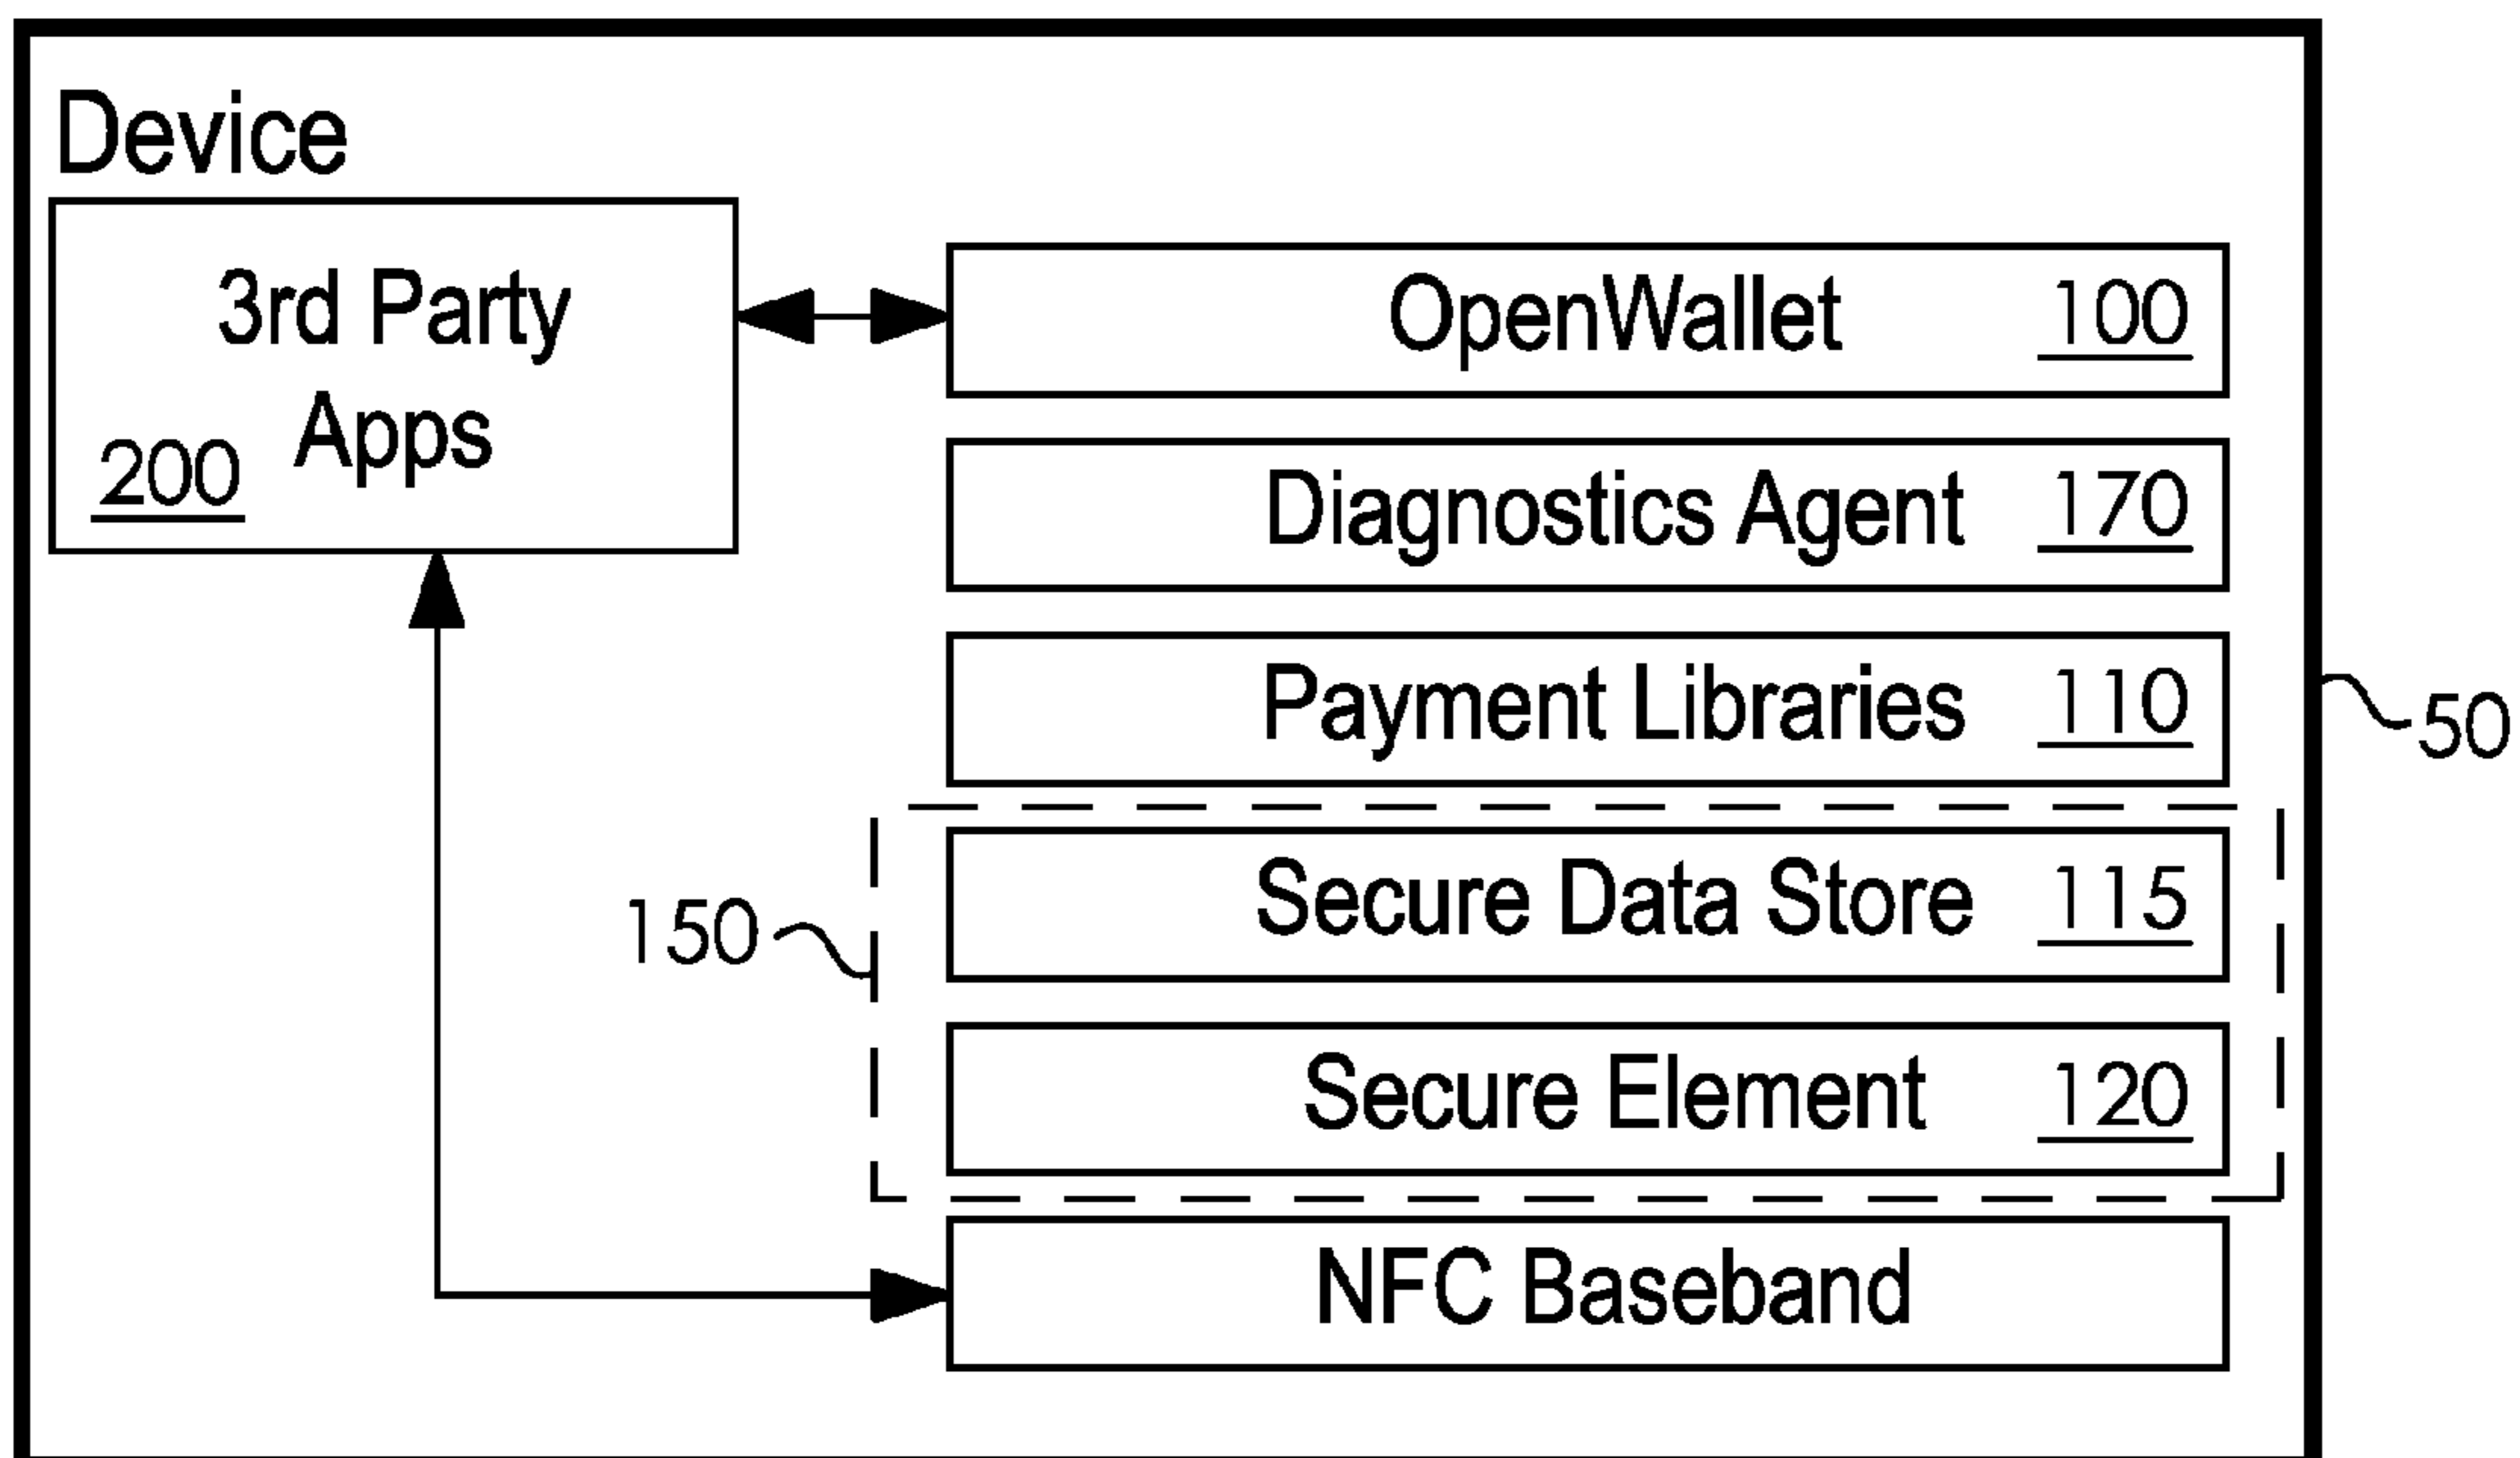 Device
3rd Party
Apps
200
OpenWallet 100
Diagnostics Agent 170
Payment Libraries 110
50
Secure Data Store 115
150
Secure Element 120
NFC Baseband